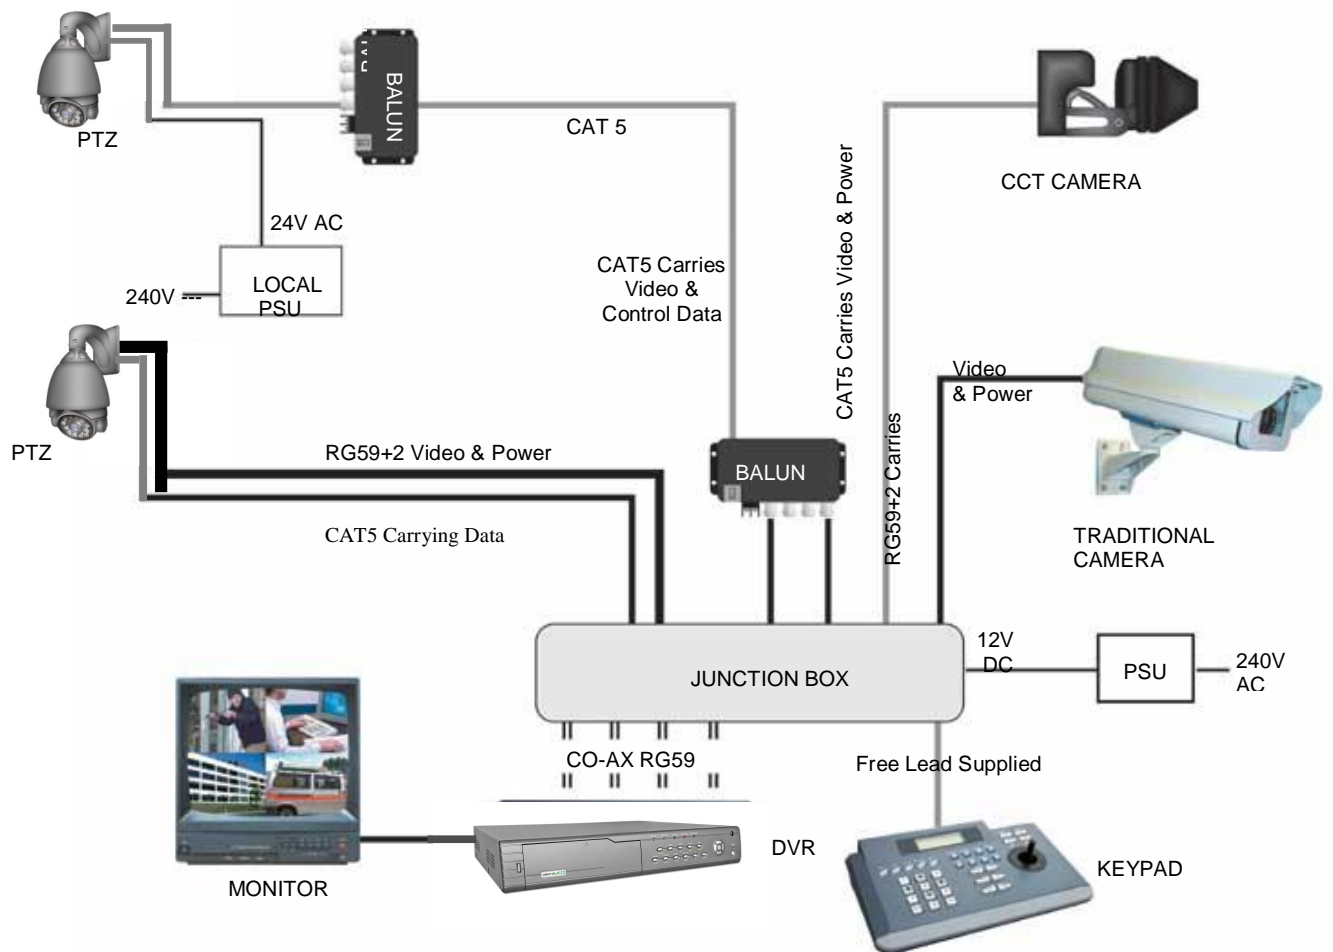 PTZ
BALUN
CAT 5
CCT CAMERA
24V AC
LOCAL
PSU
240V ---
CAT5 Carries
Video &
Control Data
CAT5 Carries Video & Power
RG59+2 Carries
Video
& Power
PTZ
RG59+2 Video & Power
CAT5 Carrying Data
BALUN
TRADITIONAL
CAMERA
JUNCTION BOX
12V
DC
PSU
240V
AC
CO-AX RG59
Free Lead Supplied
MONITOR
DVR
KEYPAD